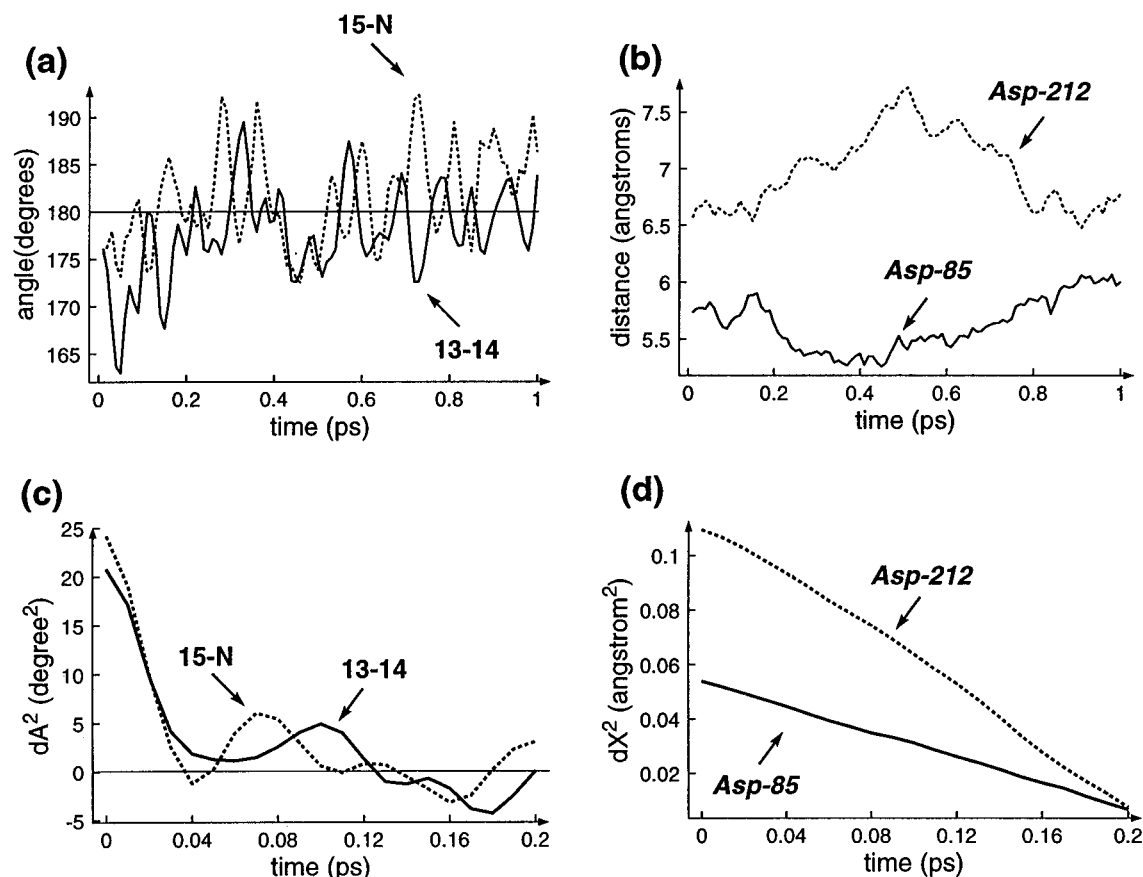 (a)
15-N
190
185
180
175
170
165
angle(degrees)
13-14
0
0.2
0.4
0.6
0.8
1
time (ps)
(b)
Asp-212
7.5
7
6.5
6
5.5
5.2
distance (angstroms)
Asp-85
0
0.2
0.4
0.6
0.8
1
time (ps)
(c)
25
20
15
10
5
0
-5
dA² (degree²)
15-N
13-14
0
0.04
0.08
0.12
0.16
0.2
time (ps)
(d)
0.1
0.08
0.06
0.04
0.02
dX² (angstrom²)
Asp-212
Asp-85
0
0.04
0.08
0.12
0.16
0.2
time (ps)